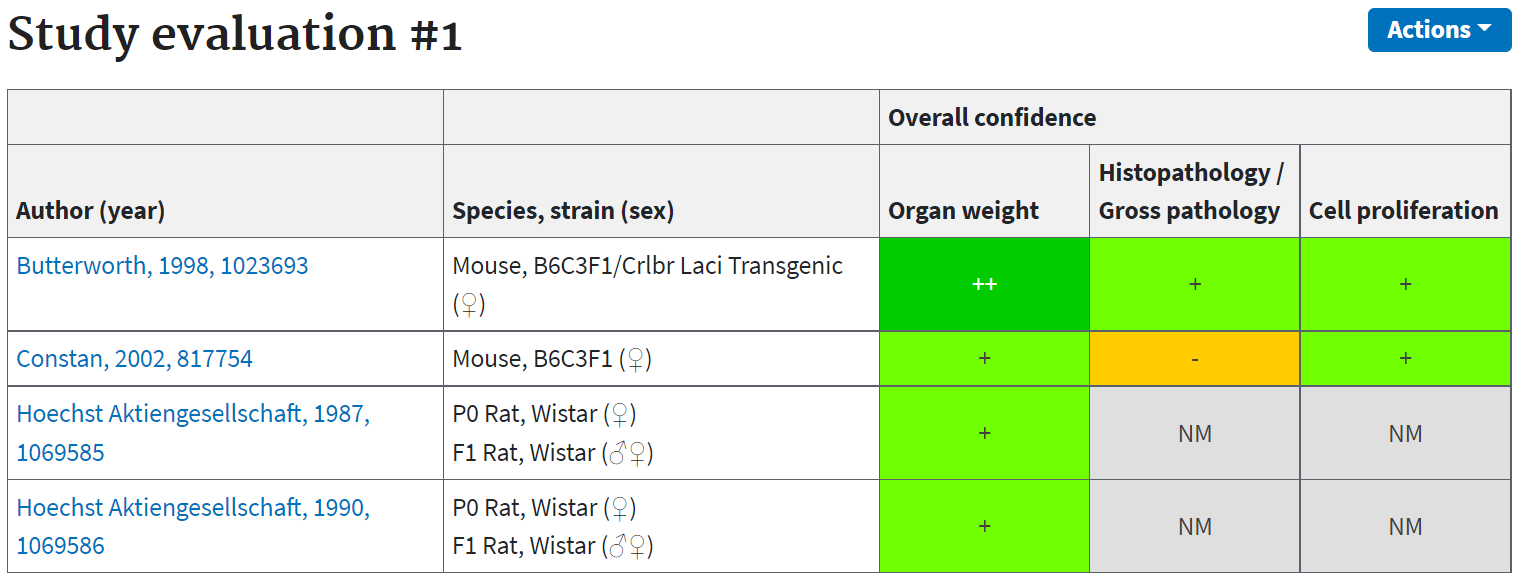 Study evaluation #1
Actions
Overall confidence
Author (year)
Species, strain (sex)
Organ weight
Histopathology /
Gross pathology
Cell proliferation
Butterworth, 1998, 1023693
Mouse, B6C3F1/Crlbr Laci Transgenic
(♀)
++
+
+
Constan, 2002, 817754
Mouse, B6C3F1 (♀)
+
-
+
Hoechst Aktiengesellschaft, 1987,
1069585
P0 Rat, Wistar (♀)
F1 Rat, Wistar (♂♀)
+
NM
NM
Hoechst Aktiengesellschaft, 1990,
1069586
P0 Rat, Wistar (♀)
F1 Rat, Wistar (♂♀)
+
NM
NM